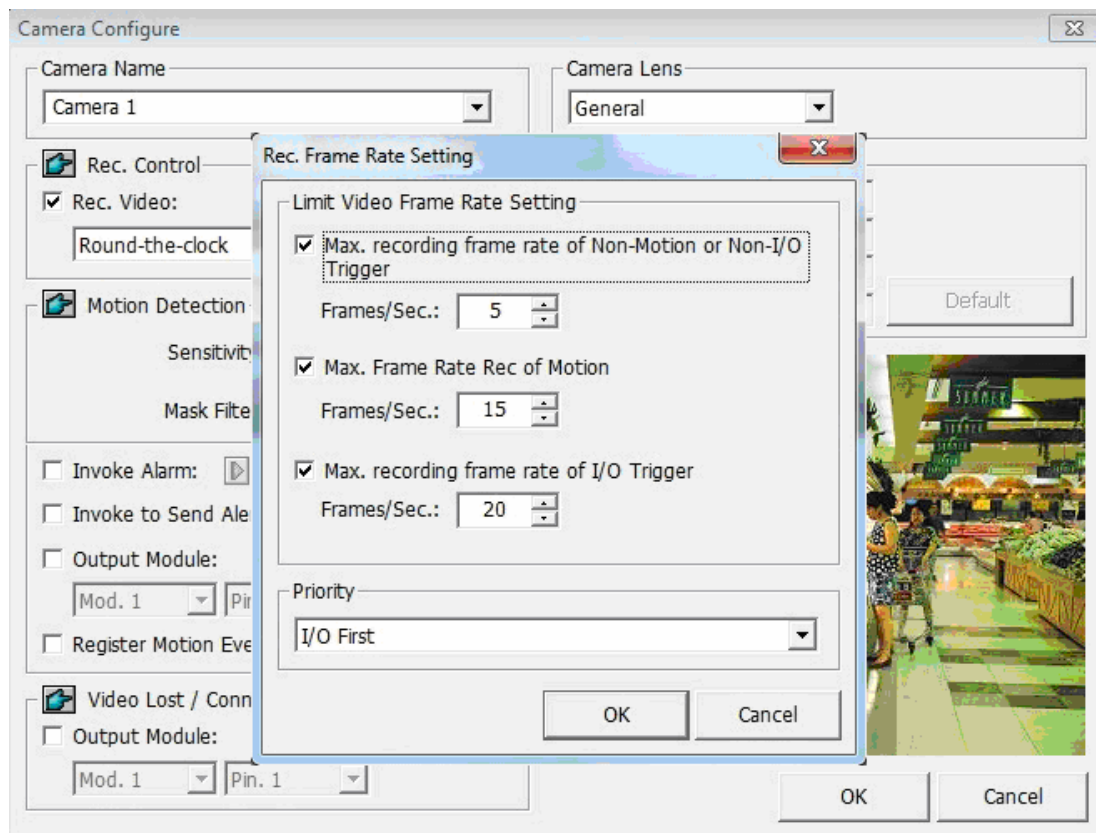 Camera Configure
Camera Name
Camera 1
Camera Lens
General
Rec. Control
Rec. Video:
Round-the-clock
Motion Detection
Sensitivity
Mask Filte
Invoke Alarm:
Invoke to Send Ale
Output Module:
Mod. 1
Pin
Register Motion Eve
Video Lost / Conn
Output Module:
Mod. 1
Pin. 1
Rec. Frame Rate Setting
Limit Video Frame Rate Setting
Max. recording frame rate of Non-Motion or Non-I/O
Trigger
Frames/Sec.: 5
Max. Frame Rate Rec of Motion
Frames/Sec.: 15
Max. recording frame rate of I/O Trigger
Frames/Sec.: 20
Priority
I/O First
OK
Cancel
Default
SUMMER
OK
Cancel